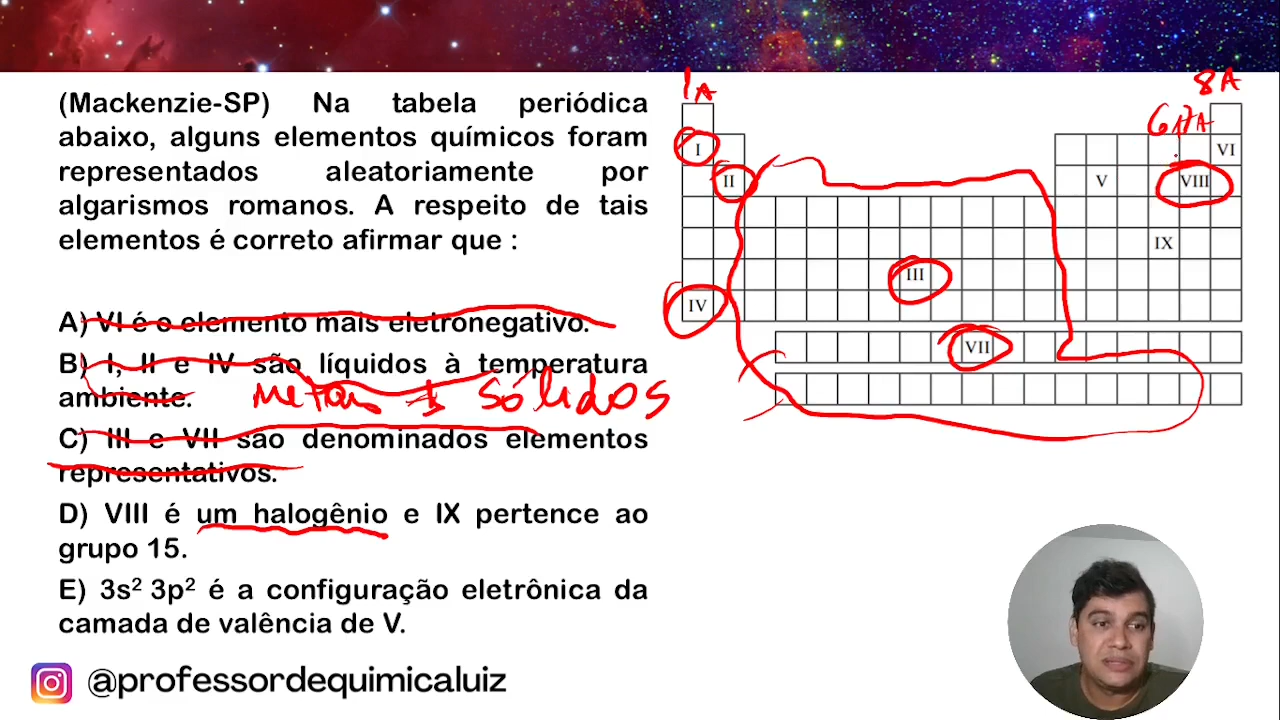 (Mackenzie-SP) Na tabela periódica
abaixo, alguns elementos químicos foram
representados aleatoriamente por
algarismos romanos. A respeito de tais
elementos é correto afirmar que :
A) VI é o elemento mais eletronegativo.
B) I, II e IV são líquidos à temperatura
ambiente.
Metais → sólidos
C) III e VII são denominados elementos
representativos.
D) VIII é um halogênio e IX pertence ao
grupo 15.
E) 3s² 3p² é a configuração eletrônica da
camada de valência de V.
@professordequimicaluiz
1A
8A
6A 7A
I
VI
II
V
VIII
IX
III
IV
VII